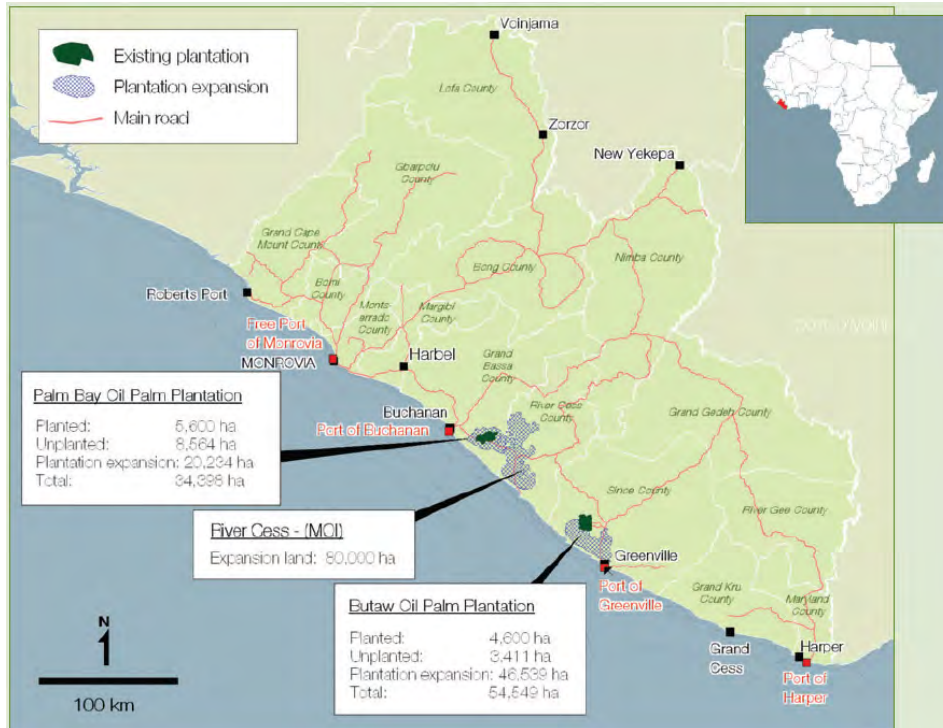 Existing plantation
Plantation expansion
Main road
Voinjama
Lofa County
Zorzor
New Yekepa
Gbarpolu
County
Grand Cape
Mount County
Bong County
Nimba County
Bomi
County
Roberts Port
Monts
errado
County
Margibi
County
Free Port
of Monrovia
MONROVIA
Harbel
Grand
Bassa
County
Palm Bay Oil Palm Plantation
Planted: 5,600 ha
Unplanted: 8,564 ha
Plantation expansion: 20,234 ha
Total: 34,398 ha
Buchanan
Port of Buchanan
River Cess
County
Grand Gedeh County
Since County
River Gee County
River Cess - (MOI)
Expansion land: 80,000 ha
Greenville
Port of
Greenville
Grand Kru
County
Maryland
County
Butaw Oil Palm Plantation
Planted: 4,600 ha
Unplanted: 3,411 ha
Plantation expansion: 46,539 ha
Total: 54,549 ha
Grand
Cess
Harper
Port of
Harper
N
100 km